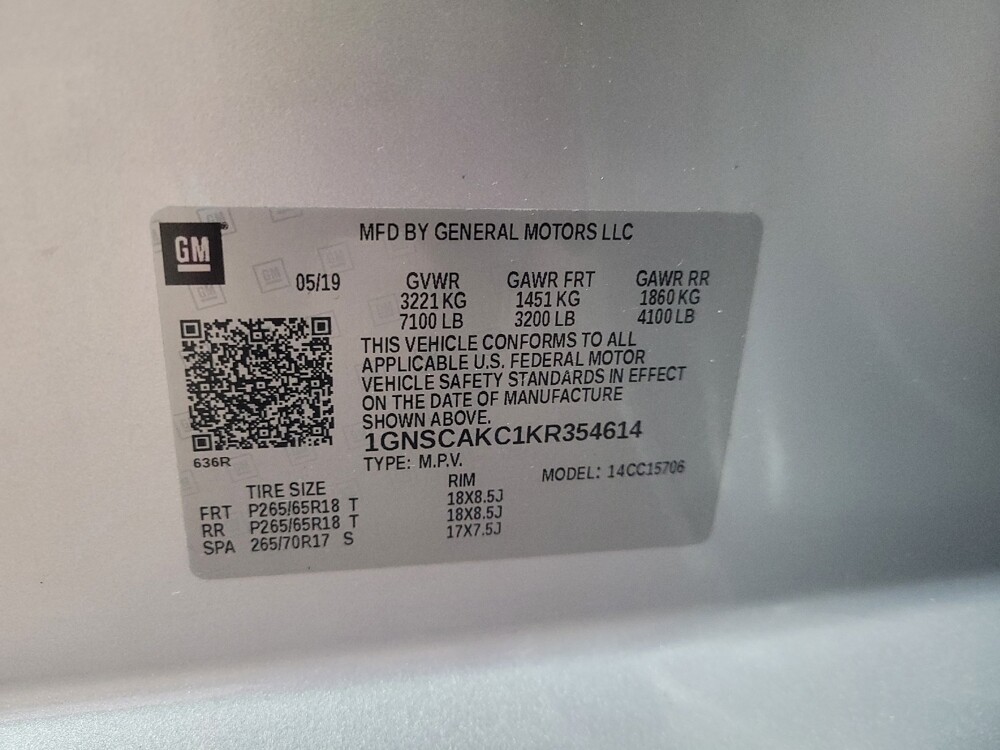 GM
MFD BY GENERAL MOTORS LLC
05/19 GVWR GAWR FRT GAWR RR
3221 KG 1451 KG 1860 KG
7100 LB 3200 LB 4100 LB
THIS VEHICLE CONFORMS TO ALL
APPLICABLE U.S. FEDERAL MOTOR
VEHICLE SAFETY STANDARDS IN EFFECT
ON THE DATE OF MANUFACTURE
SHOWN ABOVE.
1GNSCAKC1KR354614
636R
TYPE: M.P.V. MODEL: 14CC15706
TIRE SIZE RIM
FRT P265/65R18 T 18X8.5J
RR P265/65R18 T 18X8.5J
SPA 265/70R17 S 17X7.5J